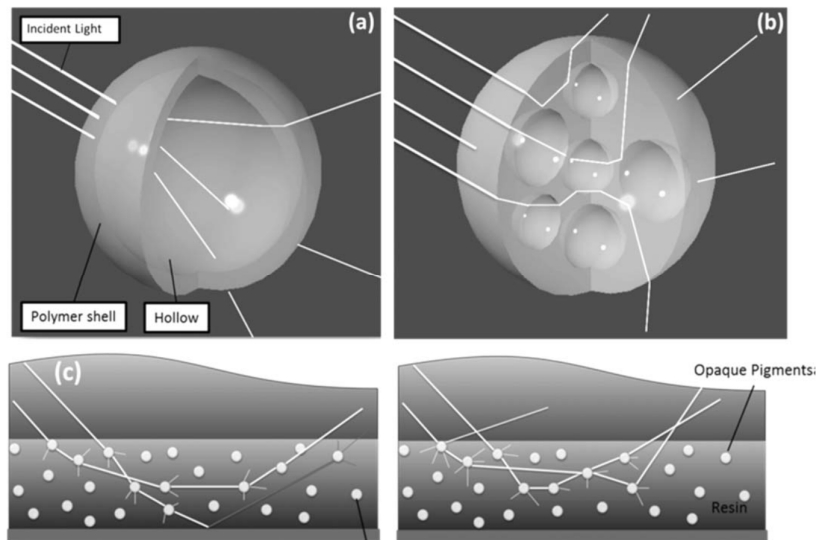 Incident Light
(a)
(b)
Polymer shell
Hollow
(c)
Opaque Pigments
Resin